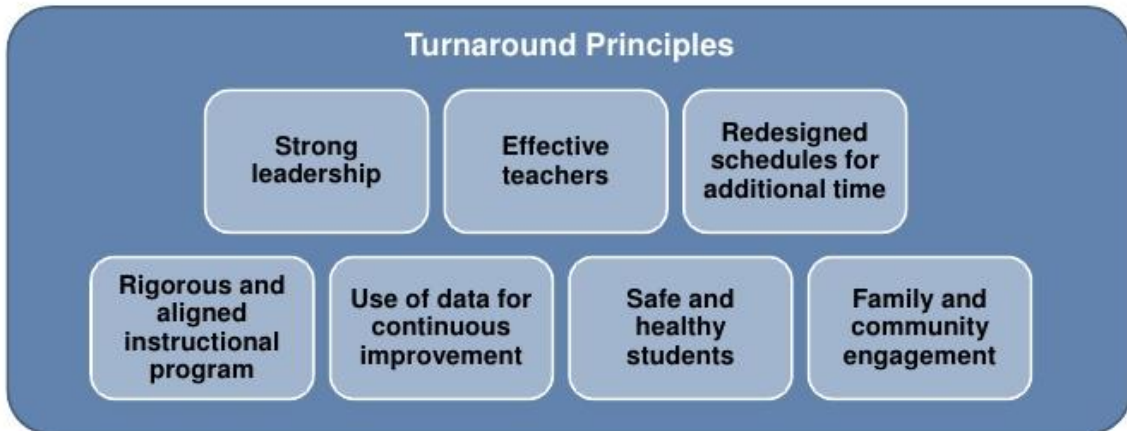 Turnaround Principles
Strong
leadership
Effective
teachers
Redesigned
schedules for
additional time
Rigorous and
aligned
instructional
program
Use of data for
continuous
improvement
Safe and
healthy
students
Family and
community
engagement